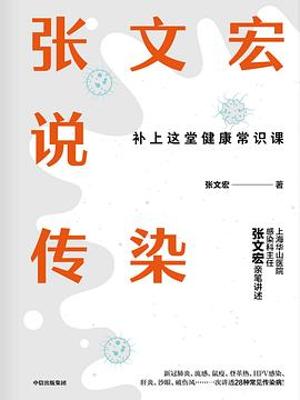 张文宏
说
传染
补上这堂健康常识课
张文宏 著
上海华山医院
感染科主任
张文宏亲笔讲述
新冠肺炎、流感、鼠疫、登革热、HPV感染、
肝炎、沙眼、破伤风……一次讲透28种常见传染病!
中信出版集团